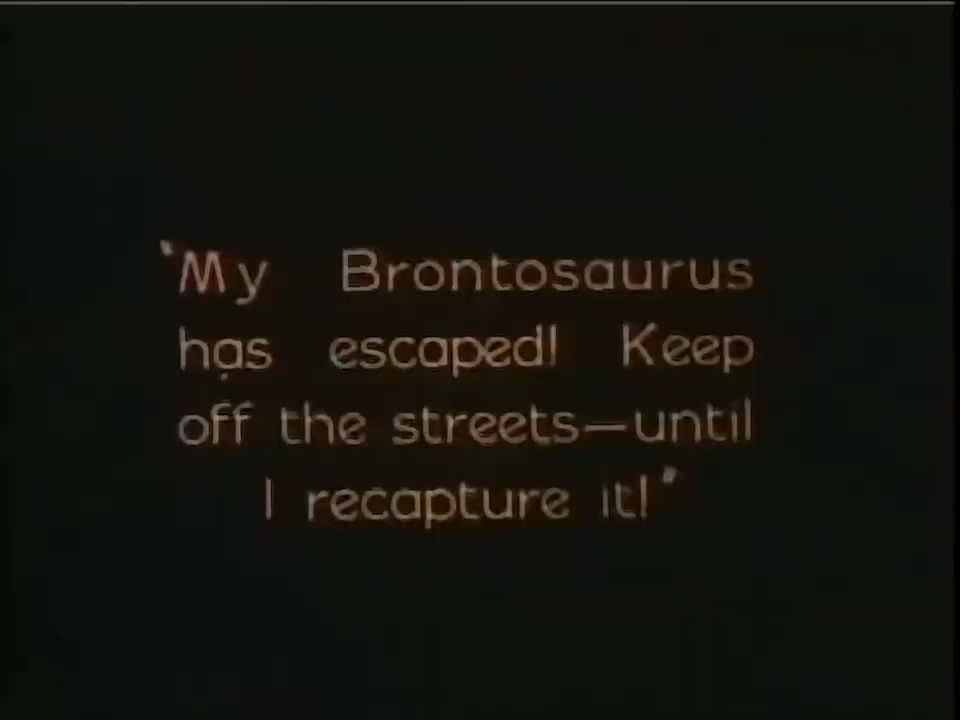 "My Brontosaurus
has escaped! Keep
off the streets—until
I recapture it!"